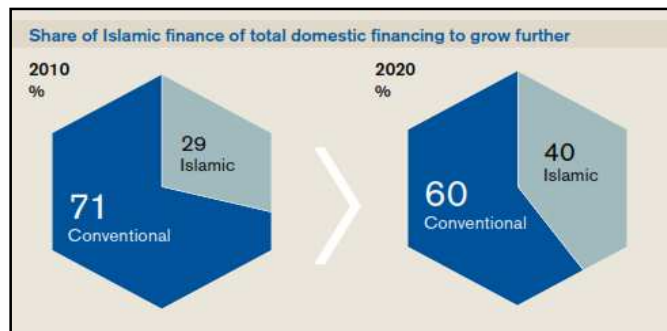 Share of Islamic finance of total domestic financing to grow further
2010
%
29
Islamic
71
Conventional
2020
%
40
Islamic
60
Conventional